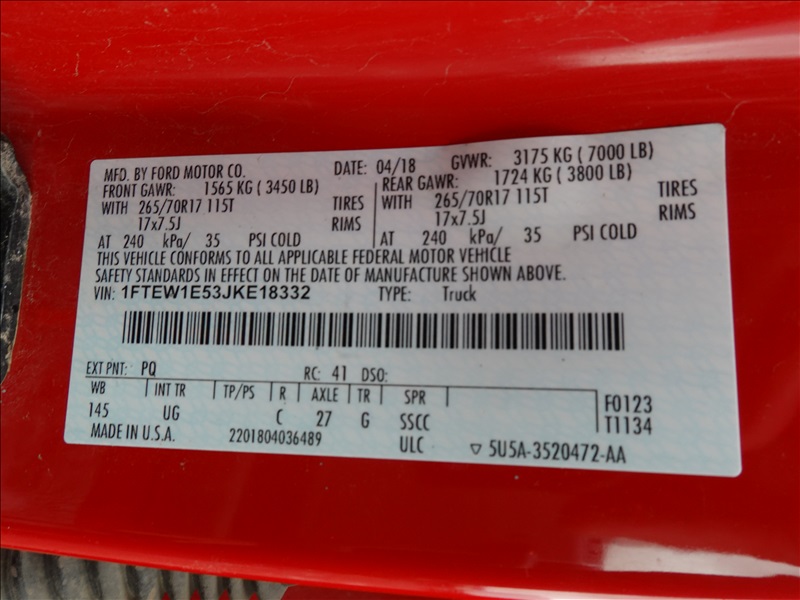 MFD. BY FORD MOTOR CO. DATE: 04/18 GVWR: 3175 KG ( 7000 LB)
FRONT GAWR: 1565 KG ( 3450 LB) REAR GAWR: 1724 KG ( 3800 LB)
WITH 265/70R17 115T TIRES WITH 265/70R17 115T TIRES
17x7.5J RIMS 17x7.5J RIMS
AT 240 kPa/ 35 PSI COLD AT 240 kPa/ 35 PSI COLD
THIS VEHICLE CONFORMS TO ALL APPLICABLE FEDERAL MOTOR VEHICLE
SAFETY STANDARDS IN EFFECT ON THE DATE OF MANUFACTURE SHOWN ABOVE.
VIN: 1FTEW1E53JKE18332 TYPE: Truck
EXT PNT: PQ RC: 41 DSO:
WB INT TR TP/PS R AXLE TR SPR
145 UG C 27 G SSCC F0123
T1134
MADE IN U.S.A. 2201804036489 ULC ▽ 5U5A-3520472-AA